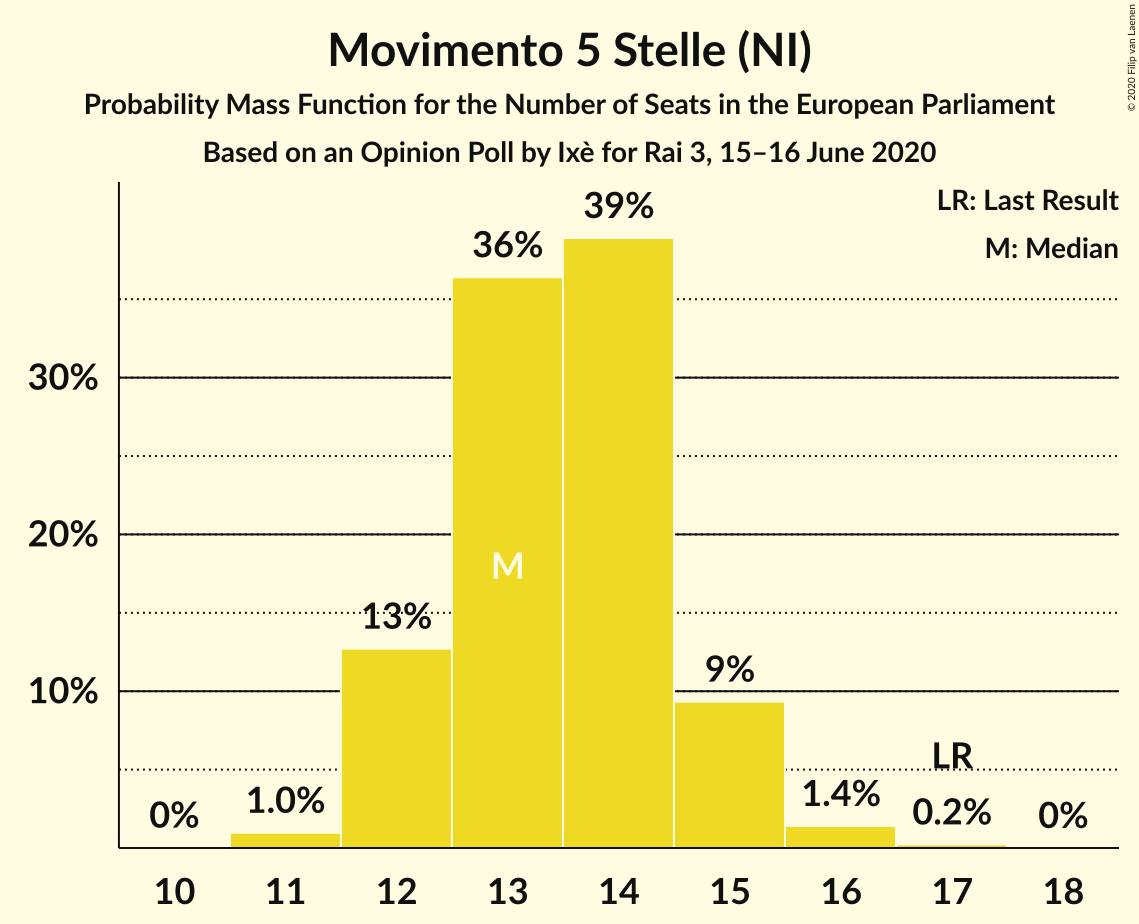 Movimento 5 Stelle (NI)
Probability Mass Function for the Number of Seats in the European Parliament
Based on an Opinion Poll by Ixè for Rai 3, 15–16 June 2020
© 2020 Filip van Laenen
LR: Last Result
M: Median
39%
36%
30%
20%
M
13%
10%
9%
LR
0%
1.0%
1.4%
0.2%
0%
10 11 12 13 14 15 16 17 18